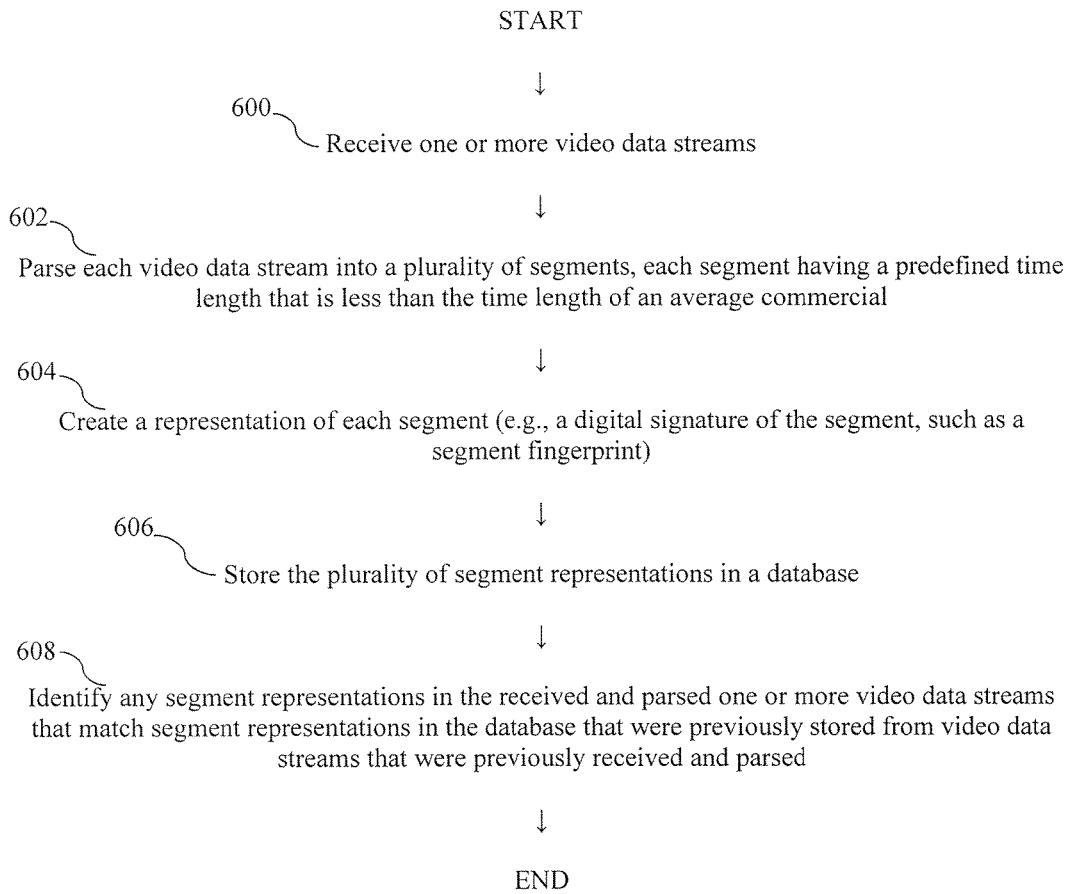 START
↓
600
Receive one or more video data streams
↓
602
Parse each video data stream into a plurality of segments, each segment having a predefined time
length that is less than the time length of an average commercial
↓
604
Create a representation of each segment (e.g., a digital signature of the segment, such as a
segment fingerprint)
↓
606
Store the plurality of segment representations in a database
↓
608
Identify any segment representations in the received and parsed one or more video data streams
that match segment representations in the database that were previously stored from video data
streams that were previously received and parsed
↓
END